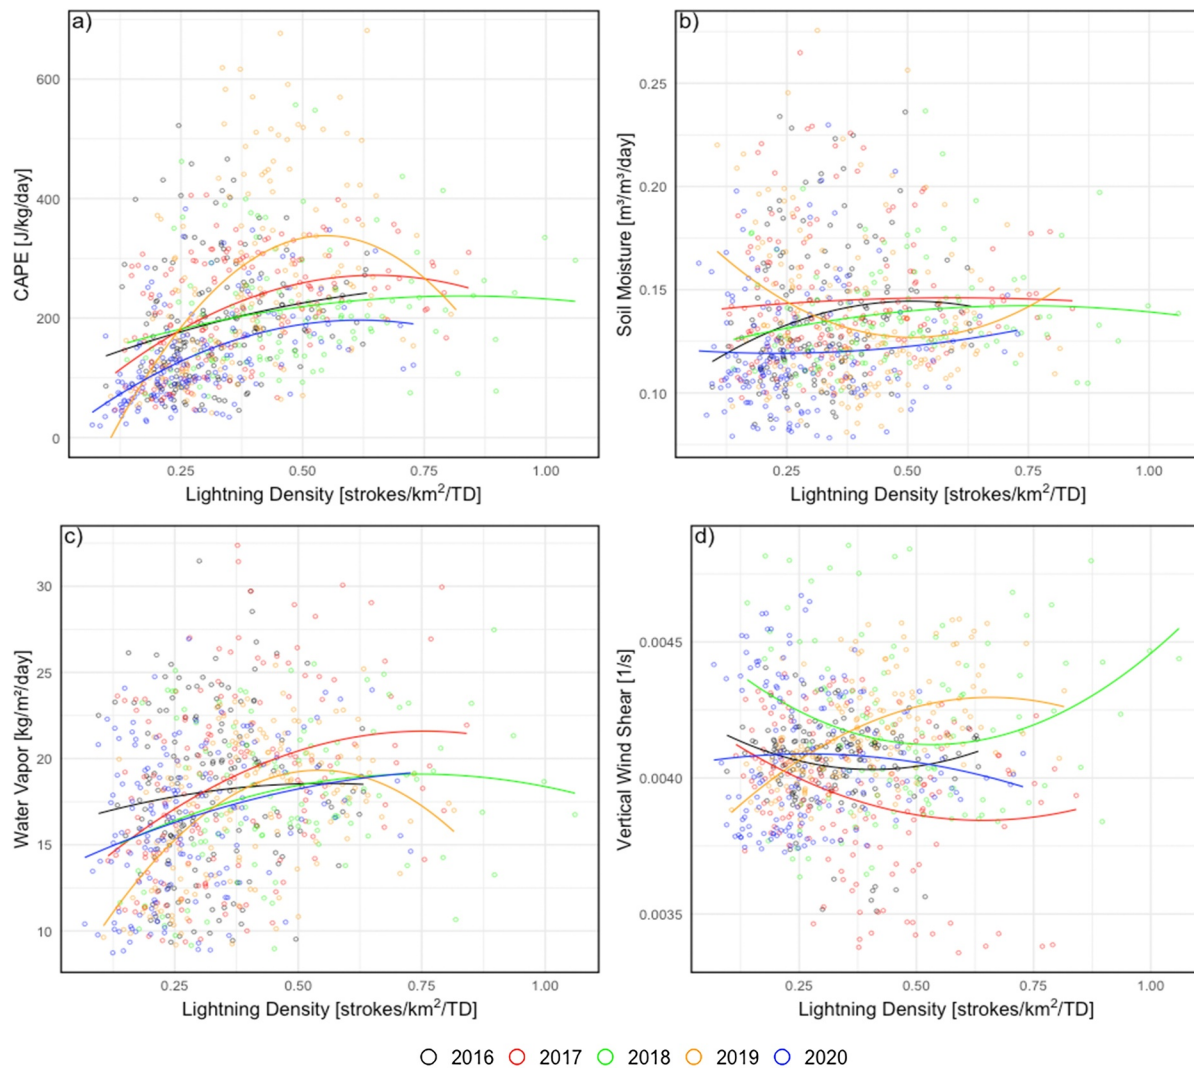 a)
CAPE [J/kg/day]
600
400
200
0
0.25 0.50 0.75 1.00
Lightning Density [strokes/km²/TD]
b)
Soil Moisture [m³/m³/day]
0.25
0.20
0.15
0.10
0.25 0.50 0.75 1.00
Lightning Density [strokes/km²/TD]
c)
Water Vapor [kg/m²/day]
30
25
20
15
10
0.25 0.50 0.75 1.00
Lightning Density [strokes/km²/TD]
d)
Vertical Wind Shear [1/s]
0.0045
0.0040
0.0035
0.25 0.50 0.75 1.00
Lightning Density [strokes/km²/TD]
2016 2017 2018 2019 2020